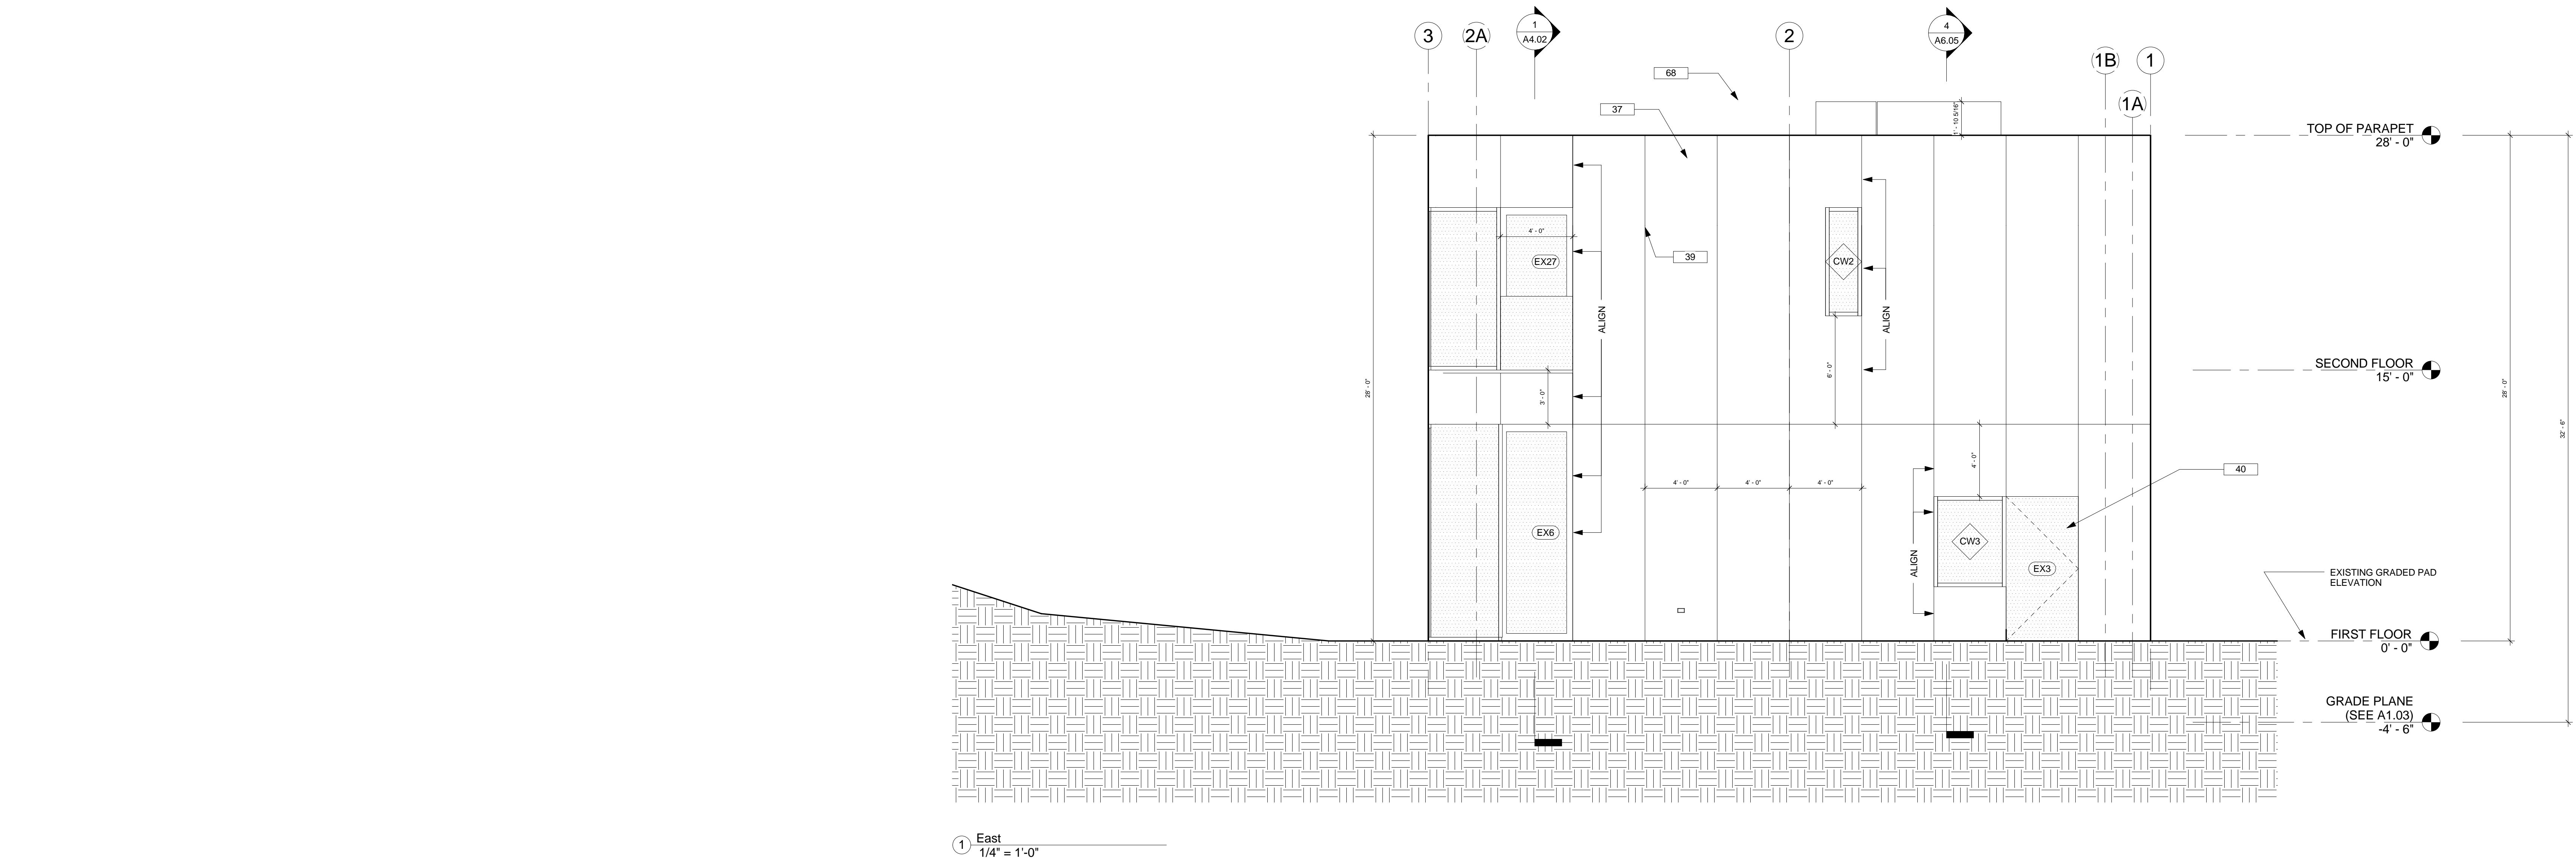 3
2A
1
A4.02
2
4
A6.05
1B
1
1A
68
37
1' - 10 5/16"
TOP OF PARAPET
28' - 0"
4' - 0"
EX27
39
CW2
ALIGN
ALIGN
SECOND FLOOR
15' - 0"
28' - 0"
3' - 0"
6' - 0"
28' - 0"
32' - 6"
4' - 0"
40
4' - 0"
4' - 0"
4' - 0"
EX6
CW3
ALIGN
EX3
EXISTING GRADED PAD
ELEVATION
FIRST FLOOR
0' - 0"
GRADE PLANE
(SEE A1.03)
-4' - 6"
1
East
1/4" = 1'-0"